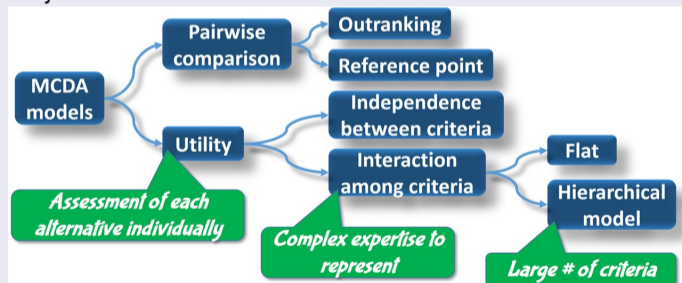 Pairwise
comparison
Outranking
Reference point
MCDA
models
Utility
Independence
between criteria
Interaction
among criteria
Flat
Hierarchical
model
Assessment of each
alternative individually
Complex expertise to
represent
Large # of criteria